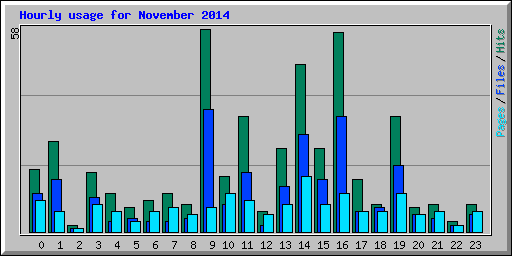 Hourly usage for November 2014
58
Pages / Files / Hits
0 1 2 3 4 5 6 7 8 9 10 11 12 13 14 15 16 17 18 19 20 21 22 23